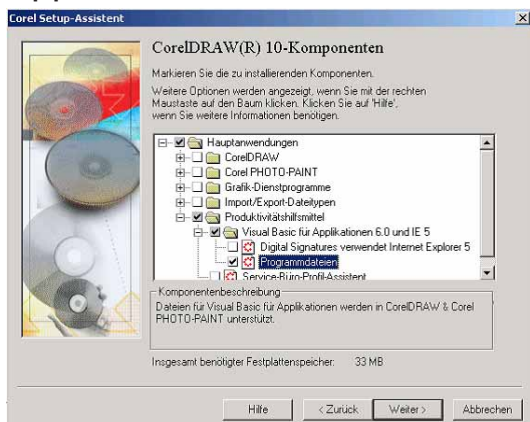 Corel Setup-Assistent
CorelDRAW(R) 10-Komponenten
Markieren Sie die zu installierenden Komponenten.
Weitere Optionen werden angezeigt, wenn Sie mit der rechten
Maustaste auf den Baum klicken. Klicken Sie auf 'Hilfe',
wenn Sie weitere Informationen benötigen.
Hauptanwendungen
CorelDRAW
Corel PHOTO-PAINT
Grafik-Dienstprogramme
Import/Export-Dateitypen
Produktivitätshilfsmittel
Visual Basic für Applikationen 6.0 und IE 5
Digital Signatures verwendet Internet Explorer 5
Programmdateien
Service-Büro-Profil-Assistent
Komponentenbeschreibung
Dateien für Visual Basic für Applikationen werden in CorelDRAW & Corel
PHOTO-PAINT unterstützt.
Insgesamt benötigter Festplattenspeicher: 33 MB
Hilfe
< Zurück
Weiter >
Abbrechen